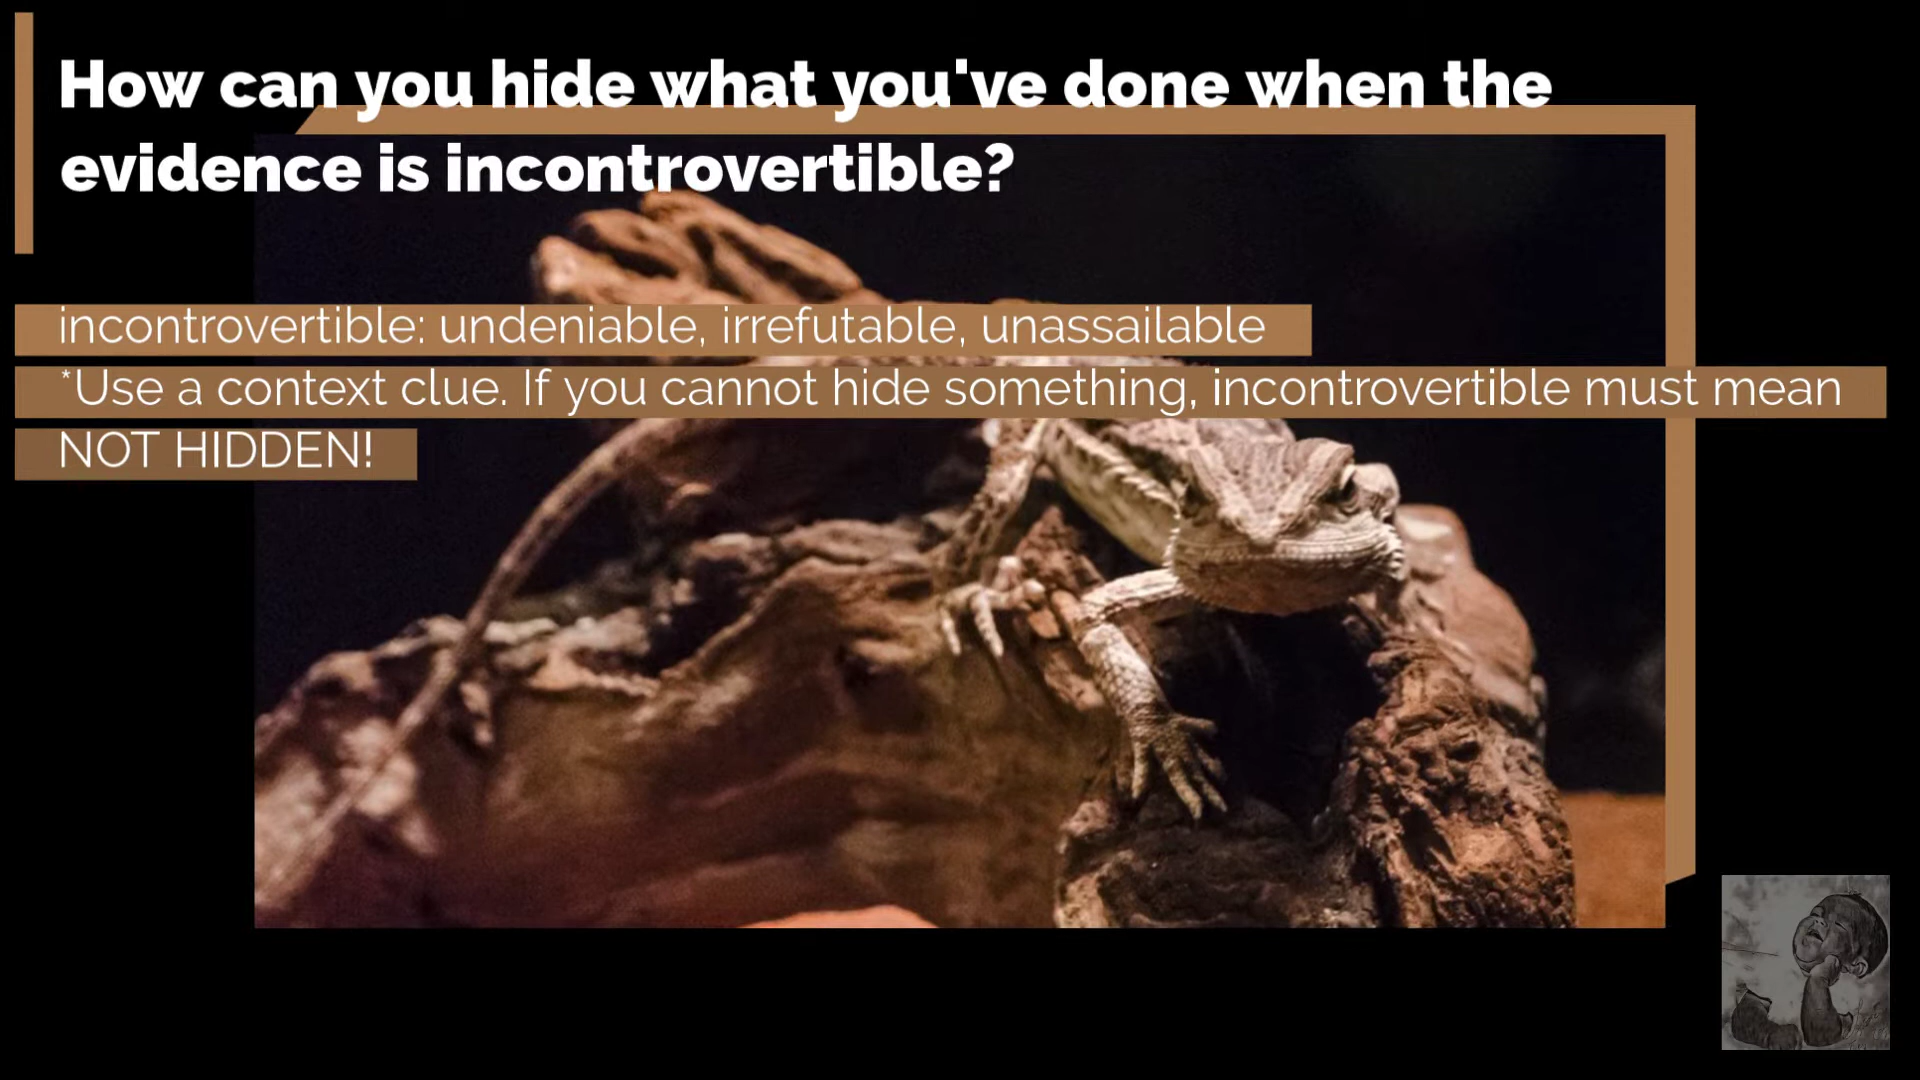 How can you hide what you've done when the
evidence is incontrovertible?
incontrovertible: undeniable, irrefutable, unassailable
*Use a context clue. If you cannot hide something, incontrovertible must mean
NOT HIDDEN!